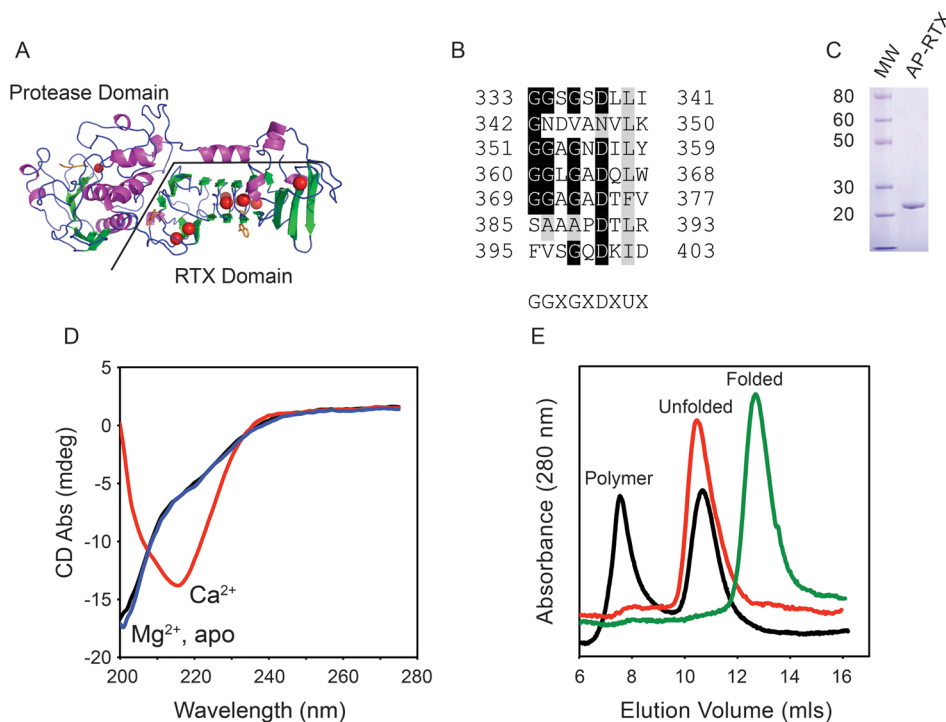 A
Protease Domain
RTX Domain
B
333 GGSGSDLLI 341
342 GNDVANVLK 350
351 GGAGNDILY 359
360 GGLGADQLW 368
369 GGAGADTFV 377
385 SAAAPDTLR 393
395 FVSGQDKID 403
GGXGXDXUX
C
MW
AP-RTX
80
60
50
30
20
D
5
0
-5
-10
-15
-20
CD Abs (mdeg)
Ca²⁺
Mg²⁺, apo
200 220 240 260 280
Wavelength (nm)
E
Folded
Unfolded
Polymer
Absorbance (280 nm)
6 8 10 12 14 16
Elution Volume (mls)